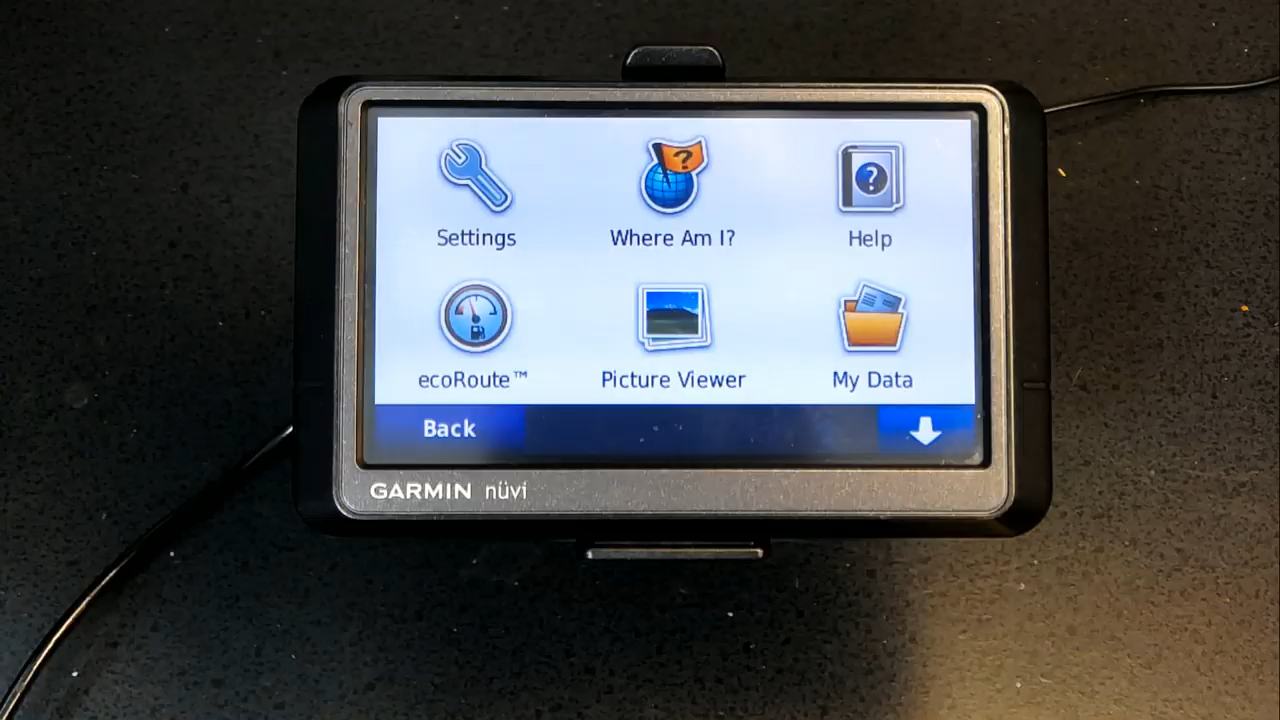 Settings
Where Am I?
Help
ecoRoute™
Picture Viewer
My Data
Back
GARMIN nüvi